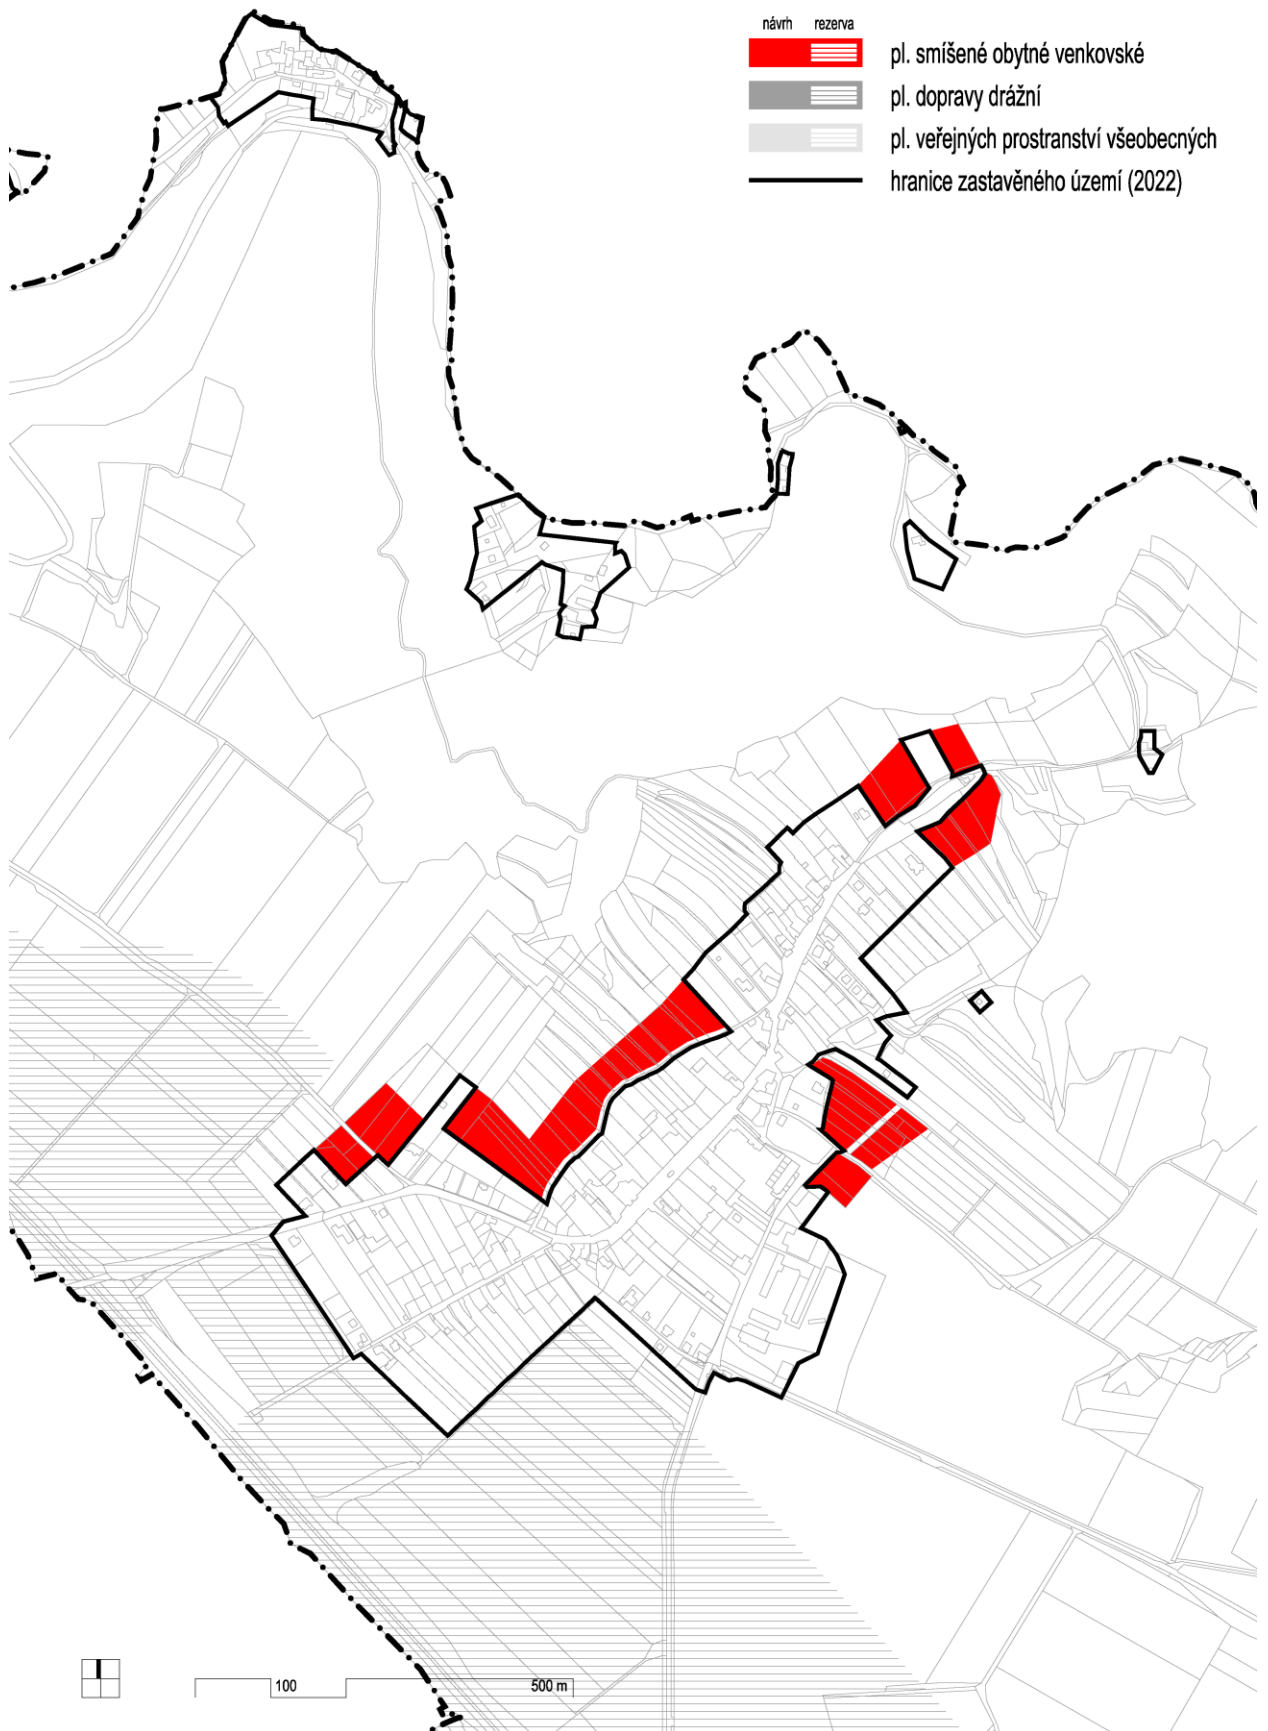 návrh rezerva
pl. smíšené obytné venkovské
pl. dopravy drážní
pl. veřejných prostranství všeobecných
hranice zastavěného území (2022)
100 500 m